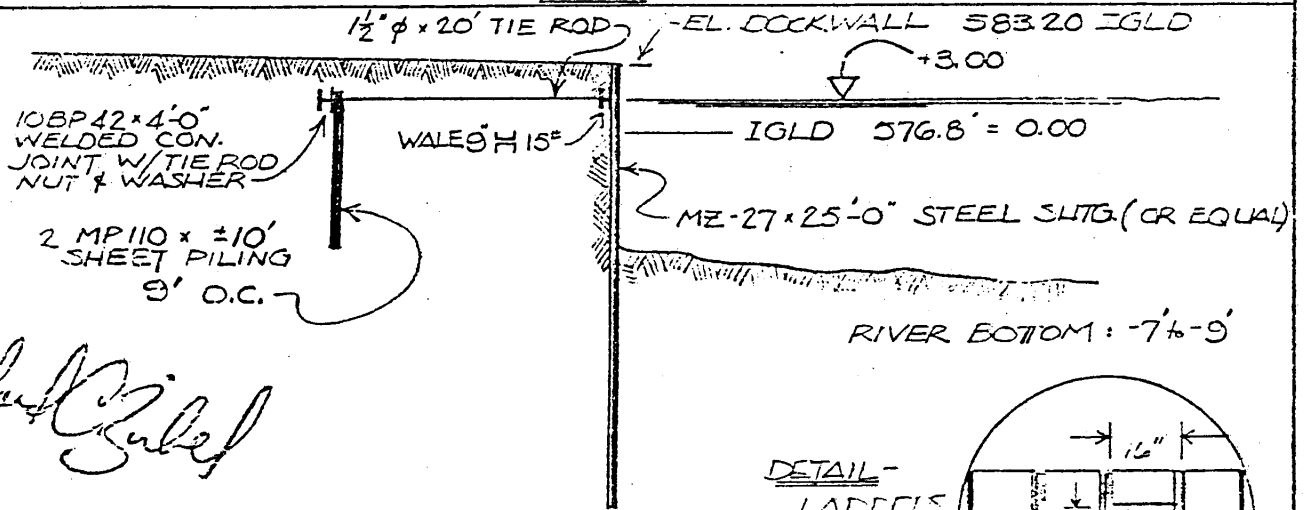 1½"φ x 20' TIE ROD
EL. DOCKWALL 583.20 IGLD
+3.00
IGLD 576.8' = 0.00
10BP42 x 4'-0"
WELDED CON.
JOINT W/TIE ROD
NUT & WASHER
WALE 9" H 15#
MZ-27 x 25'-0" STEEL SHTG. (OR EQUAL)
2 MP110 x ±10'
SHEET PILING
9' O.C.
RIVER BOTTOM: -7' to -9'
16"
DETAIL-
LADDERS